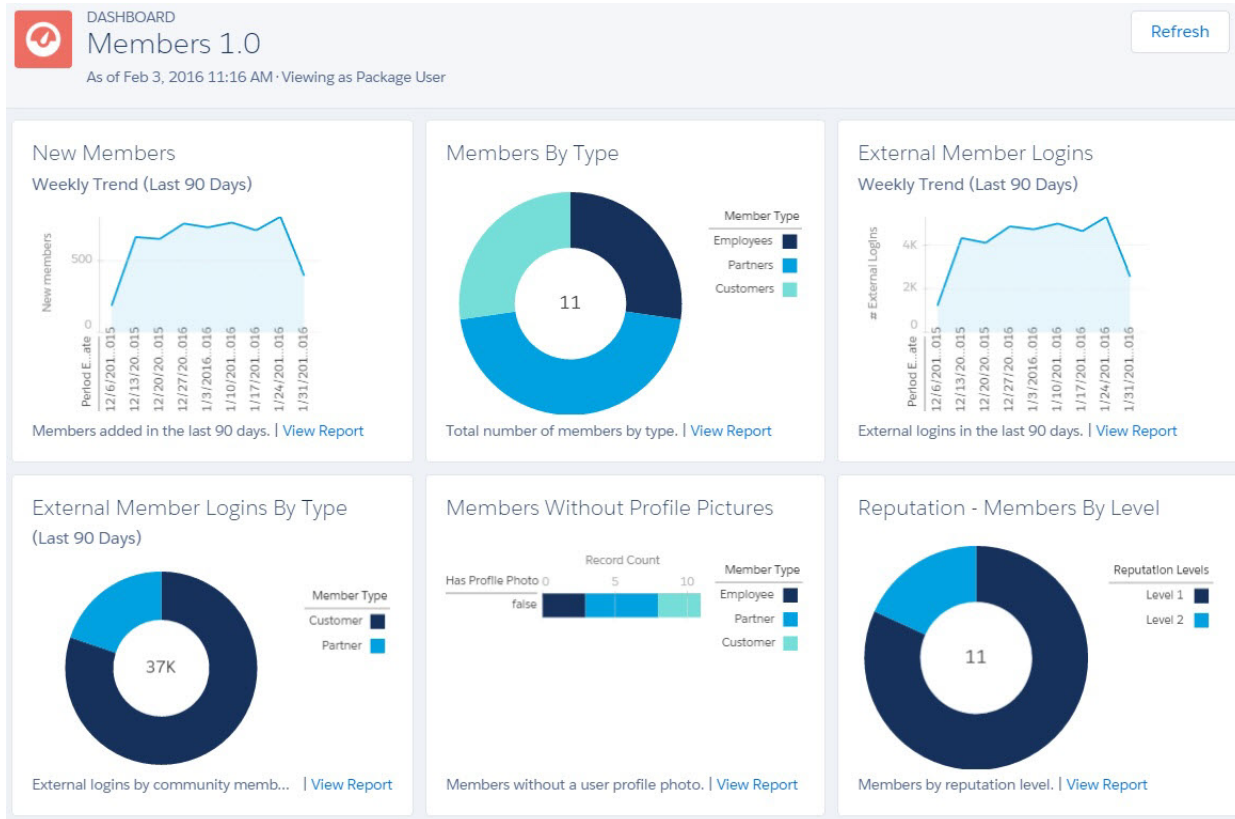 DASHBOARD
Members 1.0
As of Feb 3, 2016 11:16 AM · Viewing as Package User
Refresh
New Members
Weekly Trend (Last 90 Days)
New members
500
0
Period E...ate
12/6/201...015
12/13/20...015
12/20/20...015
12/27/20...016
1/3/2016...016
1/10/201...016
1/17/201...016
1/24/201...016
1/31/201...016
Members added in the last 90 days. | View Report
Members By Type
11
Member Type
Employees
Partners
Customers
Total number of members by type. | View Report
External Member Logins
Weekly Trend (Last 90 Days)
# External Logins
4K
2K
0
Period E...ate
12/6/201...015
12/13/20...015
12/20/20...015
12/27/20...016
1/3/2016...016
1/10/201...016
1/17/201...016
1/24/201...016
1/31/201...016
External logins in the last 90 days. | View Report
External Member Logins By Type
(Last 90 Days)
37K
Member Type
Customer
Partner
External logins by community memb... | View Report
Members Without Profile Pictures
Record Count
Has Profile Photo 0 5 10
false
Member Type
Employee
Partner
Customer
Members without a user profile photo. | View Report
Reputation - Members By Level
11
Reputation Levels
Level 1
Level 2
Members by reputation level. | View Report